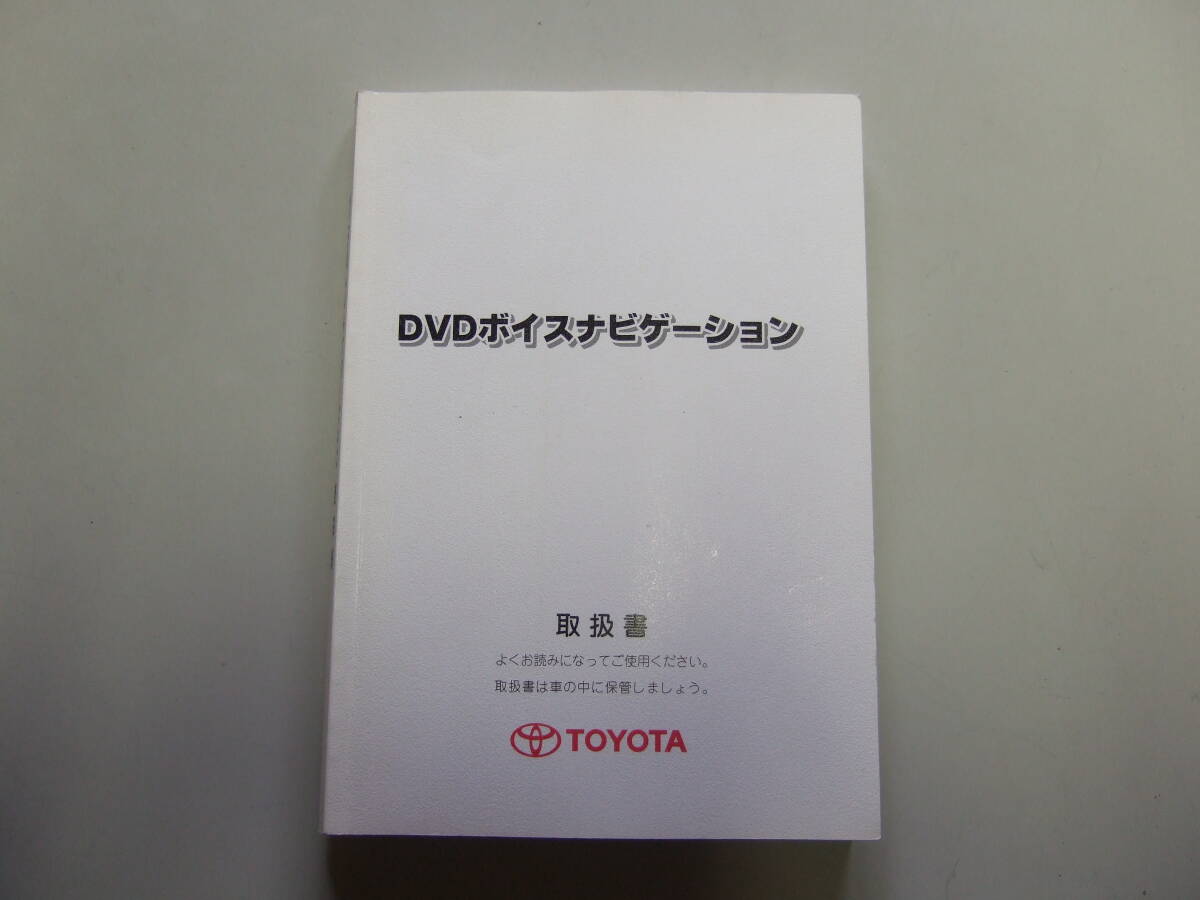 DVDボイスナビゲーション
取扱書
よくお読みになってご使用ください。
取扱書は車の中に保管しましょう。
TOYOTA